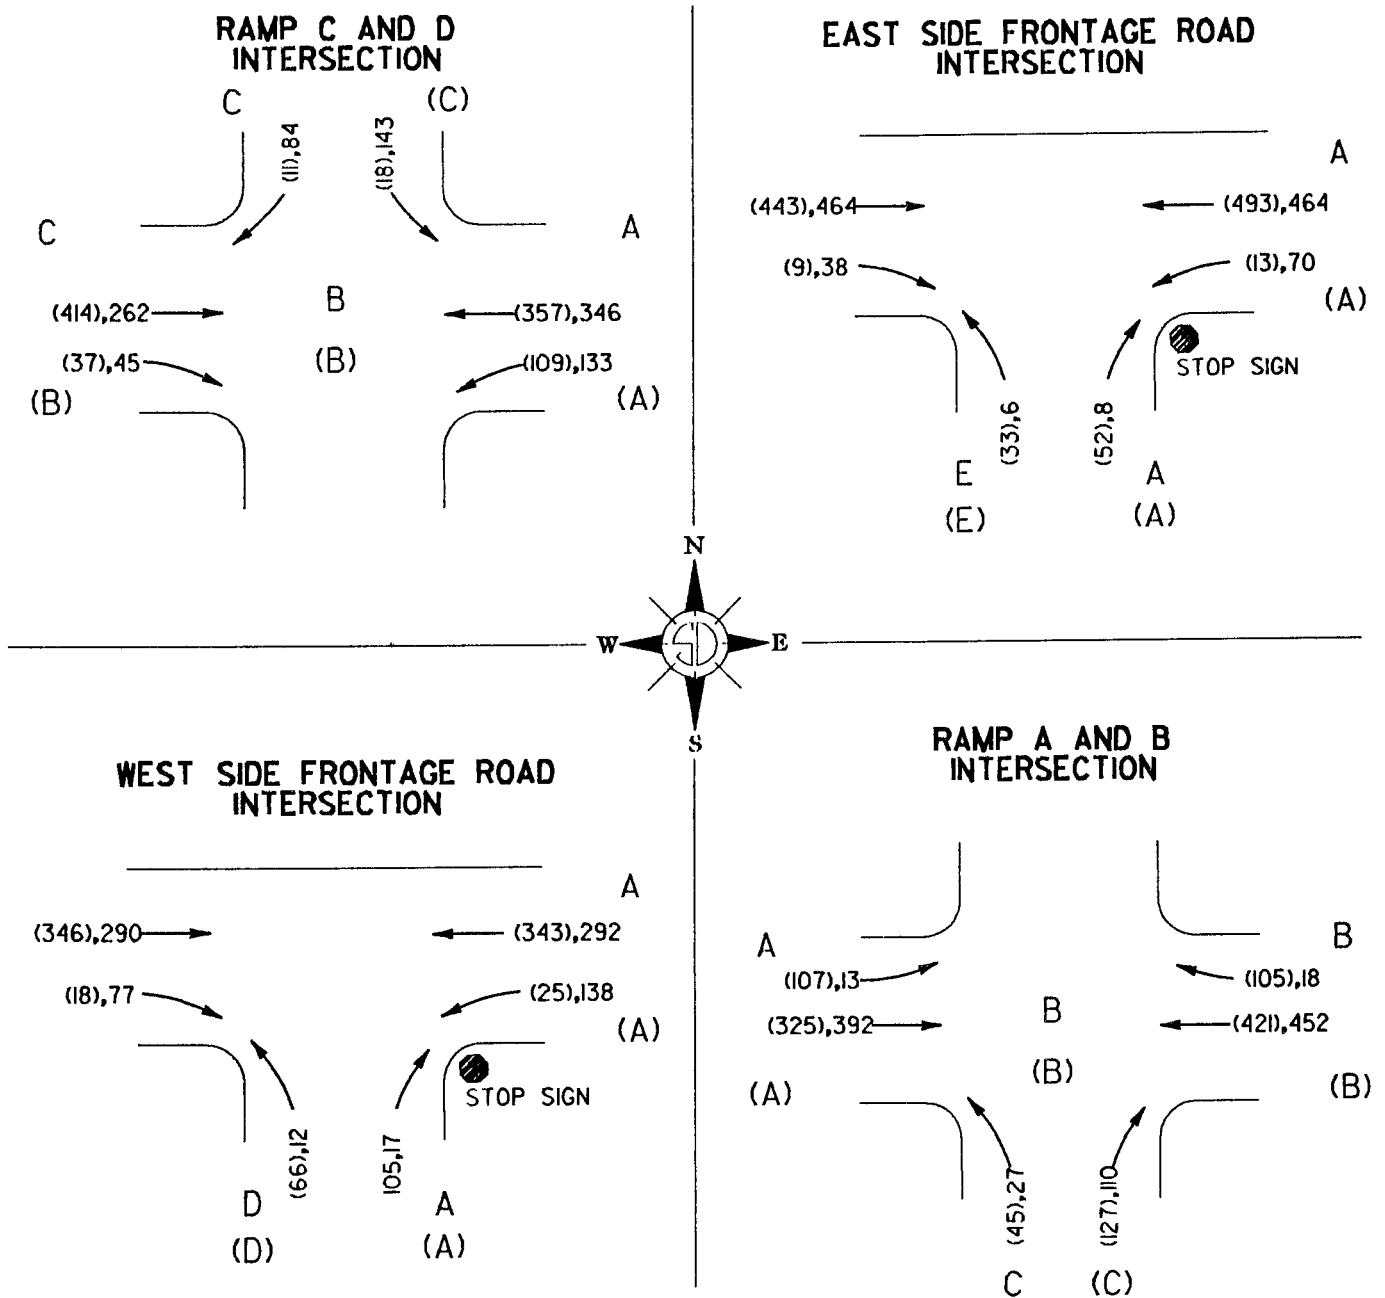 RAMP C AND D
INTERSECTION
C
(C)
(11),84
(18),143
C
A
(414),262
B
(357),346
(37),45
(B)
(109),133
(B)
(A)
EAST SIDE FRONTAGE ROAD
INTERSECTION
A
(443),464
(493),464
(9),38
(13),70
(A)
STOP SIGN
(33),6
(52),8
E
A
(E)
(A)
N
W
E
S
WEST SIDE FRONTAGE ROAD
INTERSECTION
A
(346),290
(343),292
(18),77
(25),138
(A)
STOP SIGN
(66),12
105,17
D
A
(D)
(A)
RAMP A AND B
INTERSECTION
A
B
(107),13
(105),18
B
(325),392
(421),452
(B)
(A)
(B)
(45),27
(127),110
C
(C)